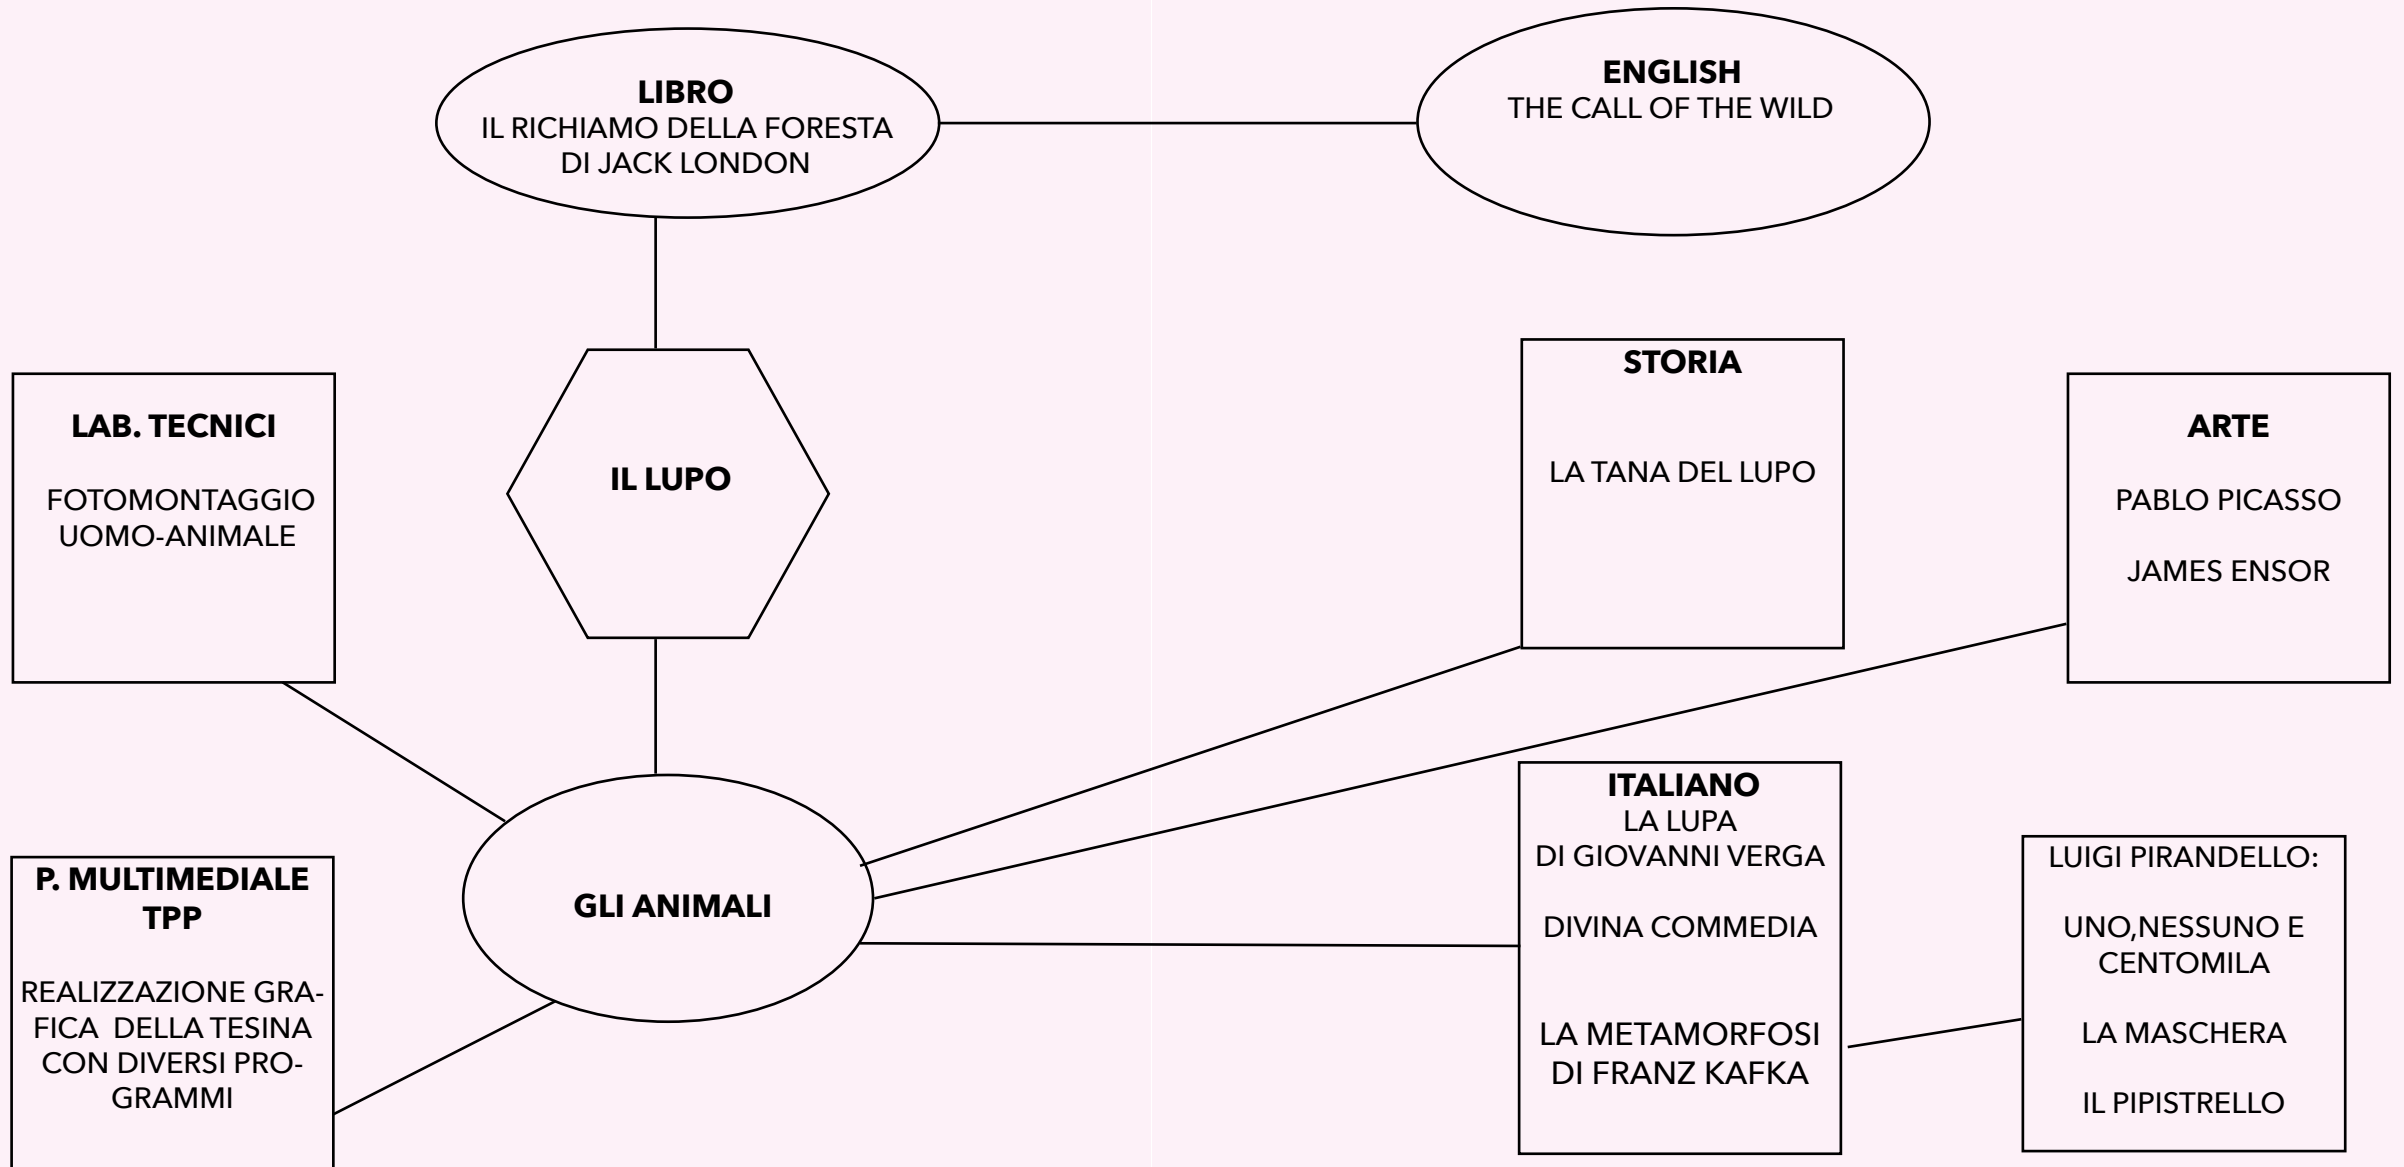 LIBRO
IL RICHIAMO DELLA FORESTA
DI JACK LONDON
ENGLISH
THE CALL OF THE WILD
LAB. TECNICI
FOTOMONTAGGIO
UOMO-ANIMALE
IL LUPO
STORIA
LA TANA DEL LUPO
ARTE
PABLO PICASSO
JAMES ENSOR
P. MULTIMEDIALE
TPP
REALIZZAZIONE GRA-
FICA DELLA TESINA
CON DIVERSI PRO-
GRAMMI
GLI ANIMALI
ITALIANO
LA LUPA
DI GIOVANNI VERGA
DIVINA COMMEDIA
LA METAMORFOSI
DI FRANZ KAFKA
LUIGI PIRANDELLO:
UNO,NESSUNO E
CENTOMILA
LA MASCHERA
IL PIPISTRELLO